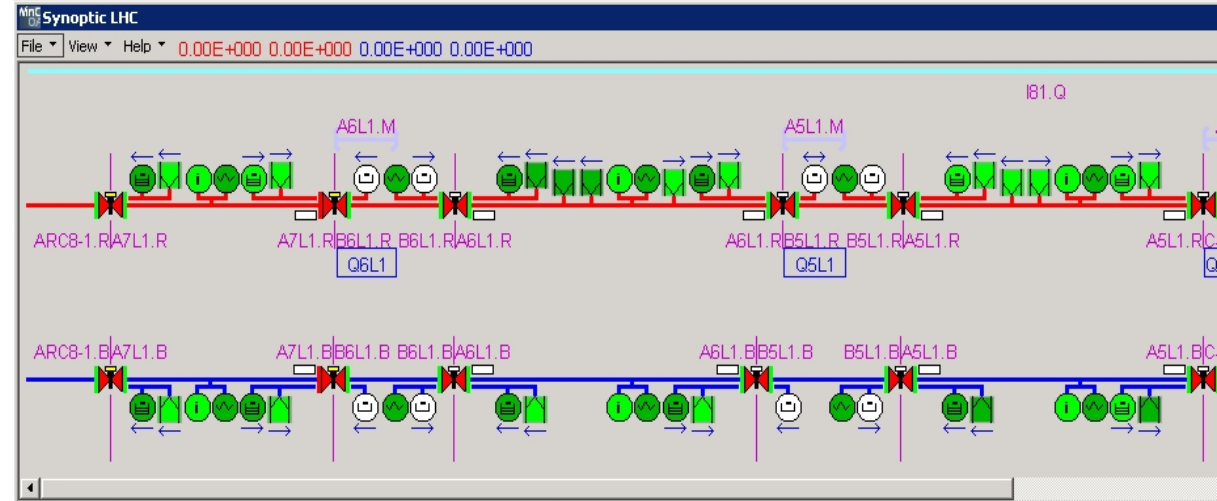 Synoptic LHC
File View Help 0.00E+000 0.00E+000 0.00E+000 0.00E+000
I81.Q
A6L1.M A5L1.M
ARC8-1.R A7L1.R A7L1.R B6L1.R B6L1.R A6L1.R A6L1.R B5L1.R B5L1.R A5L1.R A5L1.R
Q6L1 Q5L1
ARC8-1.B A7L1.B A7L1.B B6L1.B B6L1.B A6L1.B A6L1.B B5L1.B B5L1.B A5L1.B A5L1.B